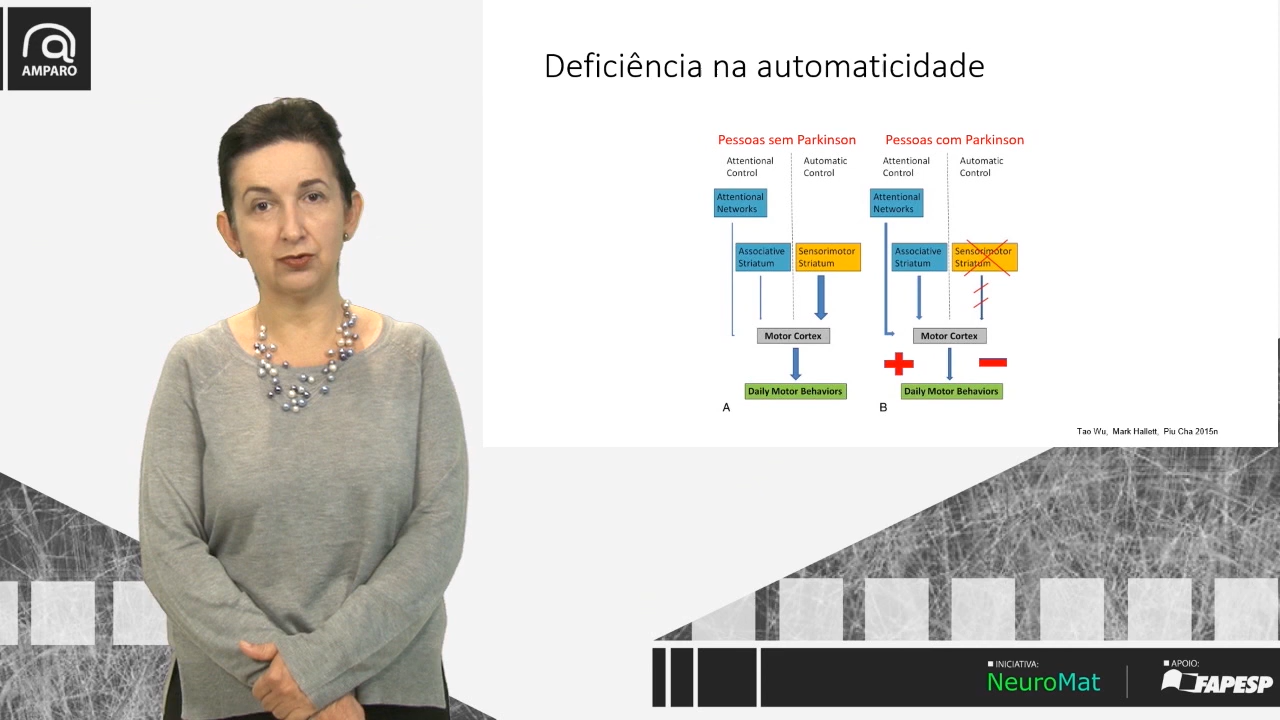 AMPARO
Deficiência na automaticidade
Pessoas sem Parkinson
Pessoas com Parkinson
Attentional
Control
Automatic
Control
Attentional
Control
Automatic
Control
Attentional
Networks
Attentional
Networks
Associative
Striatum
Sensorimotor
Striatum
Associative
Striatum
Sensorimotor
Striatum
Motor Cortex
Motor Cortex
Daily Motor Behaviors
Daily Motor Behaviors
A
B
Tao Wu, Mark Hallett, Piu Cha 2015n
INICIATIVA:
NeuroMat
APOIO:
FAPESP